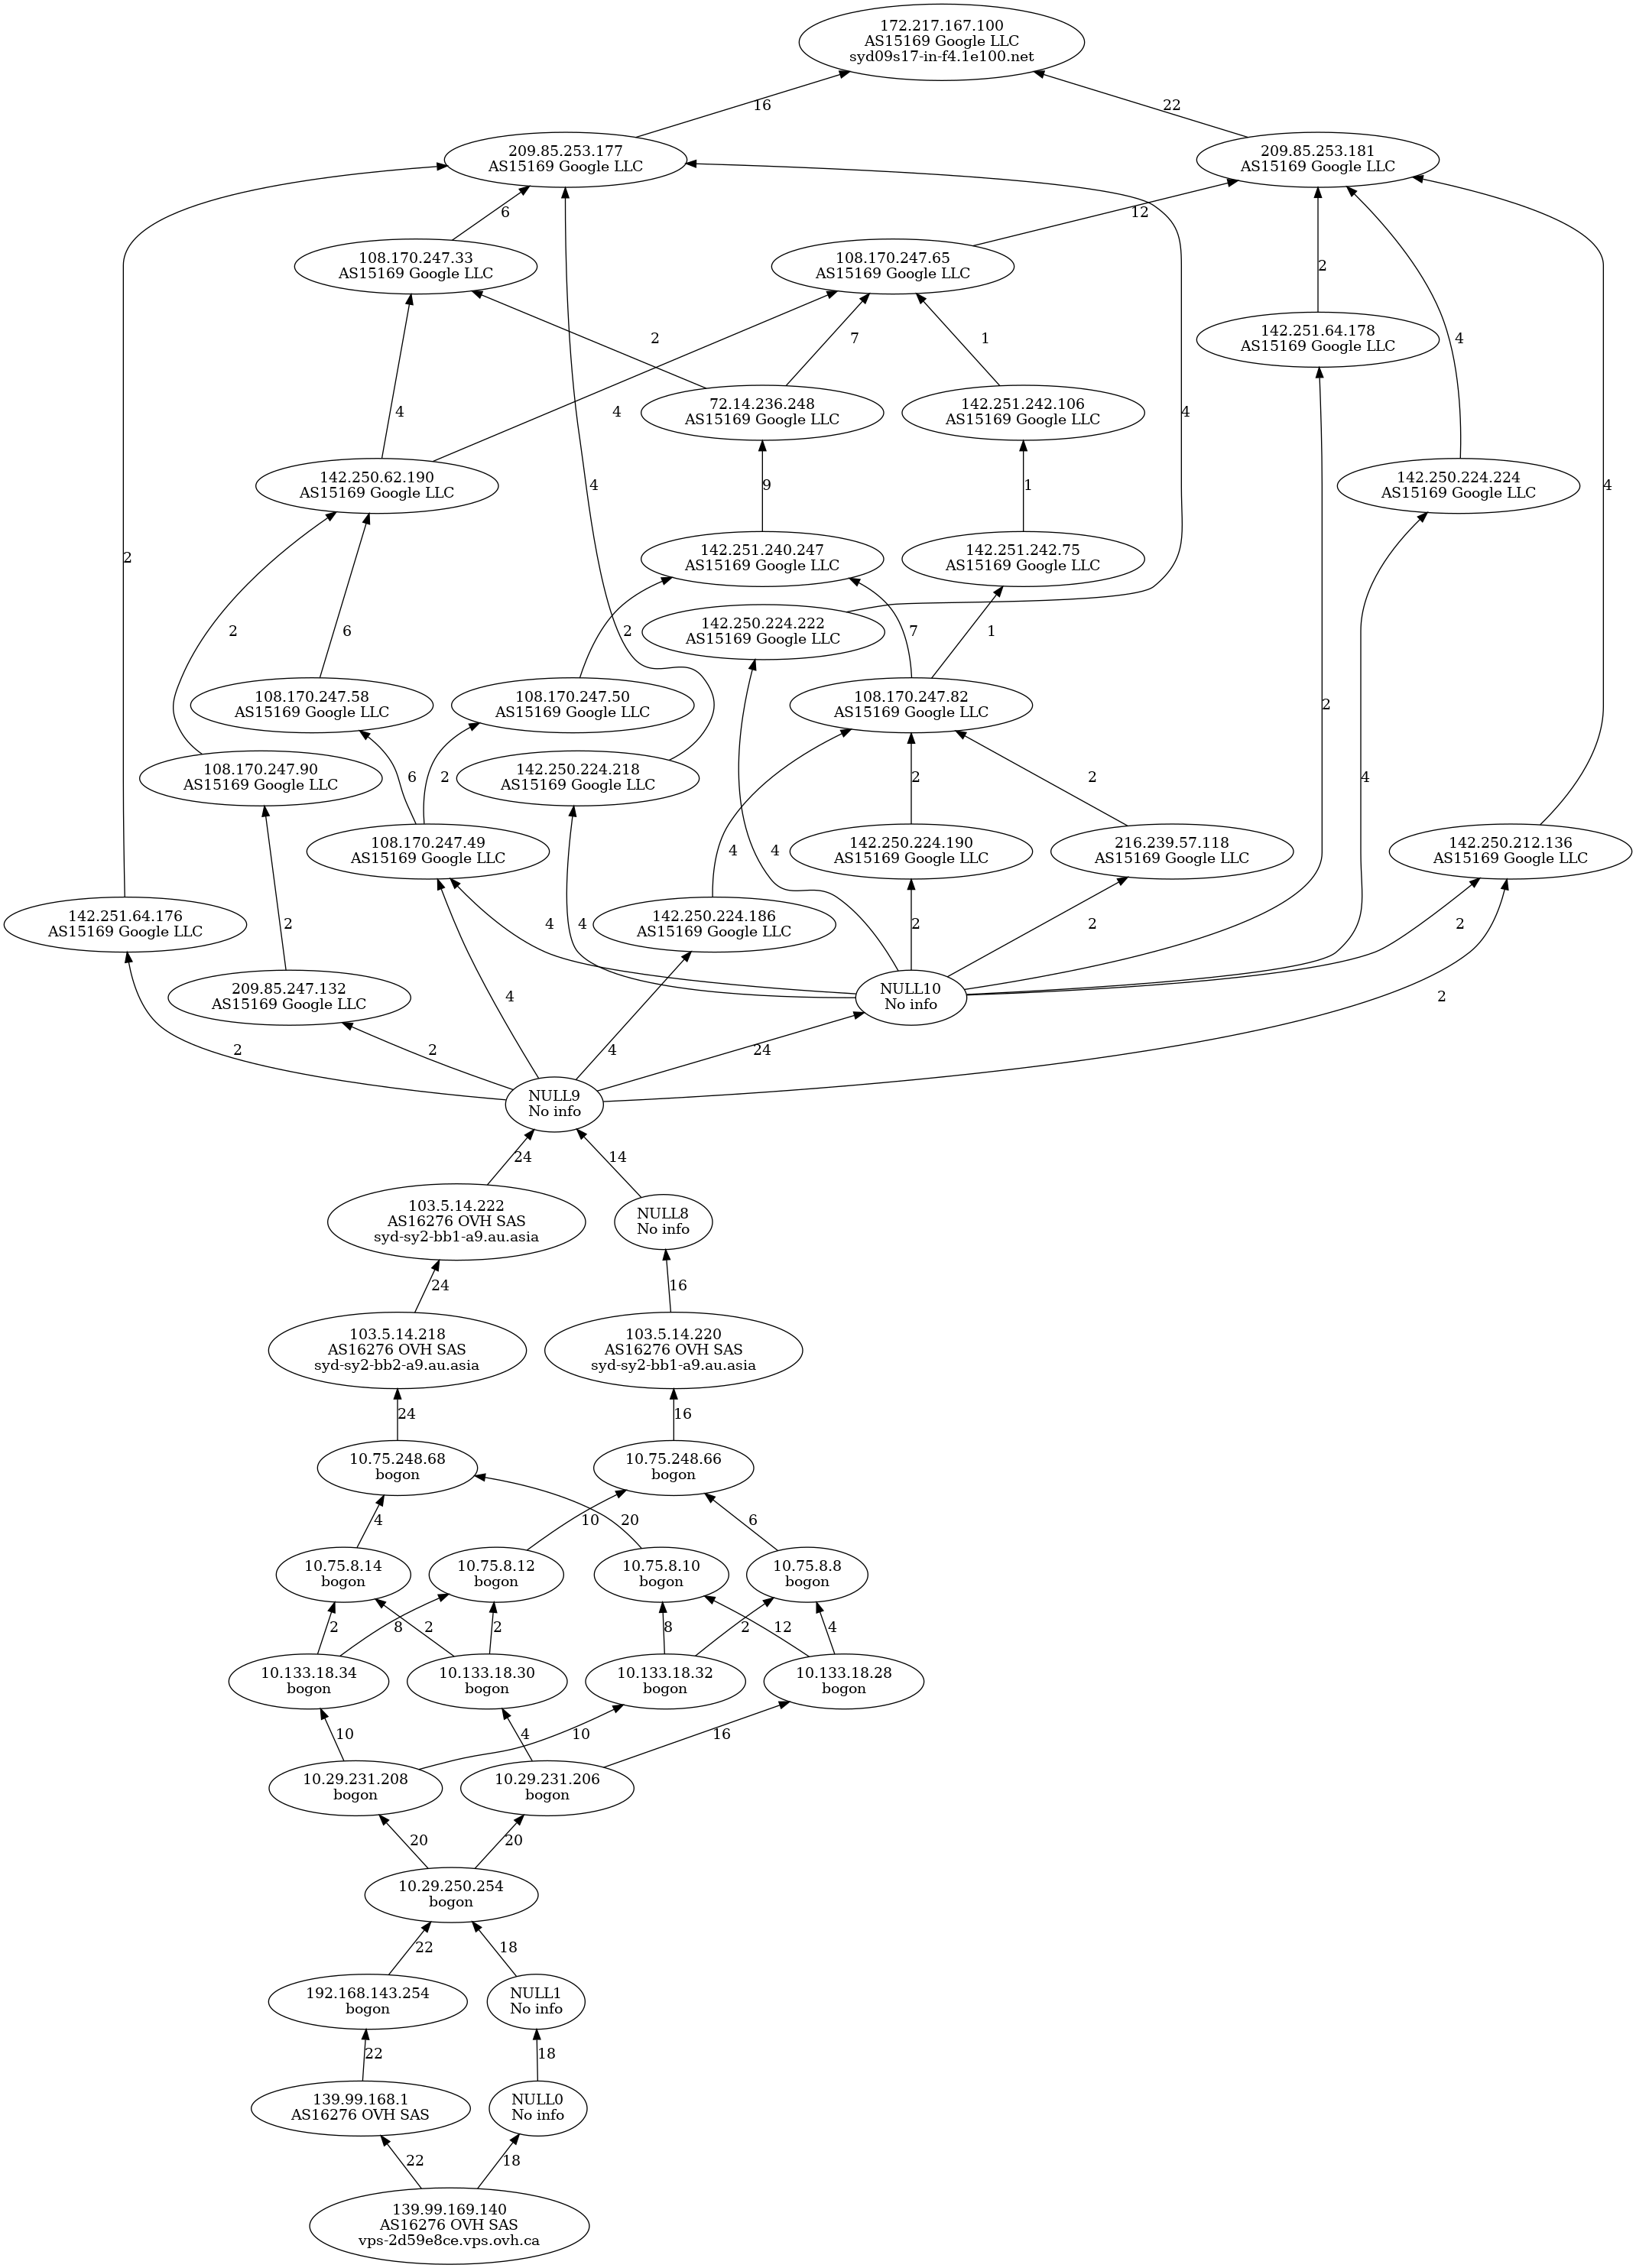 172.217.167.100
AS15169 Google LLC
syd09s17-in-f4.1e100.net
16
22
209.85.253.177
AS15169 Google LLC
209.85.253.181
AS15169 Google LLC
6
12
108.170.247.33
AS15169 Google LLC
108.170.247.65
AS15169 Google LLC
2
142.251.64.178
AS15169 Google LLC
2
7
1
4
4
4
72.14.236.248
AS15169 Google LLC
142.251.242.106
AS15169 Google LLC
4
142.250.62.190
AS15169 Google LLC
4
9
1
142.250.224.224
AS15169 Google LLC
4
2
142.251.240.247
AS15169 Google LLC
142.251.242.75
AS15169 Google LLC
2
6
2
142.250.224.222
AS15169 Google LLC
7
1
108.170.247.58
AS15169 Google LLC
108.170.247.50
AS15169 Google LLC
108.170.247.82
AS15169 Google LLC
2
108.170.247.90
AS15169 Google LLC
6
2
142.250.224.218
AS15169 Google LLC
2
2
4
108.170.247.49
AS15169 Google LLC
4
4
142.250.224.190
AS15169 Google LLC
216.239.57.118
AS15169 Google LLC
142.250.212.136
AS15169 Google LLC
142.251.64.176
AS15169 Google LLC
2
4
4
142.250.224.186
AS15169 Google LLC
2
2
2
209.85.247.132
AS15169 Google LLC
4
NULL10
No info
2
2
2
4
24
NULL9
No info
24
14
103.5.14.222
AS16276 OVH SAS
syd-sy2-bb1-a9.au.asia
NULL8
No info
24
16
103.5.14.218
AS16276 OVH SAS
syd-sy2-bb2-a9.au.asia
103.5.14.220
AS16276 OVH SAS
syd-sy2-bb1-a9.au.asia
24
16
10.75.248.68
bogon
10.75.248.66
bogon
4
10
20
6
10.75.8.14
bogon
10.75.8.12
bogon
10.75.8.10
bogon
10.75.8.8
bogon
2
8
2
2
8
2
12
4
10.133.18.34
bogon
10.133.18.30
bogon
10.133.18.32
bogon
10.133.18.28
bogon
10
4
10
16
10.29.231.208
bogon
10.29.231.206
bogon
20
20
10.29.250.254
bogon
22
18
192.168.143.254
bogon
NULL1
No info
22
18
139.99.168.1
AS16276 OVH SAS
NULL0
No info
22
18
139.99.169.140
AS16276 OVH SAS
vps-2d59e8ce.vps.ovh.ca